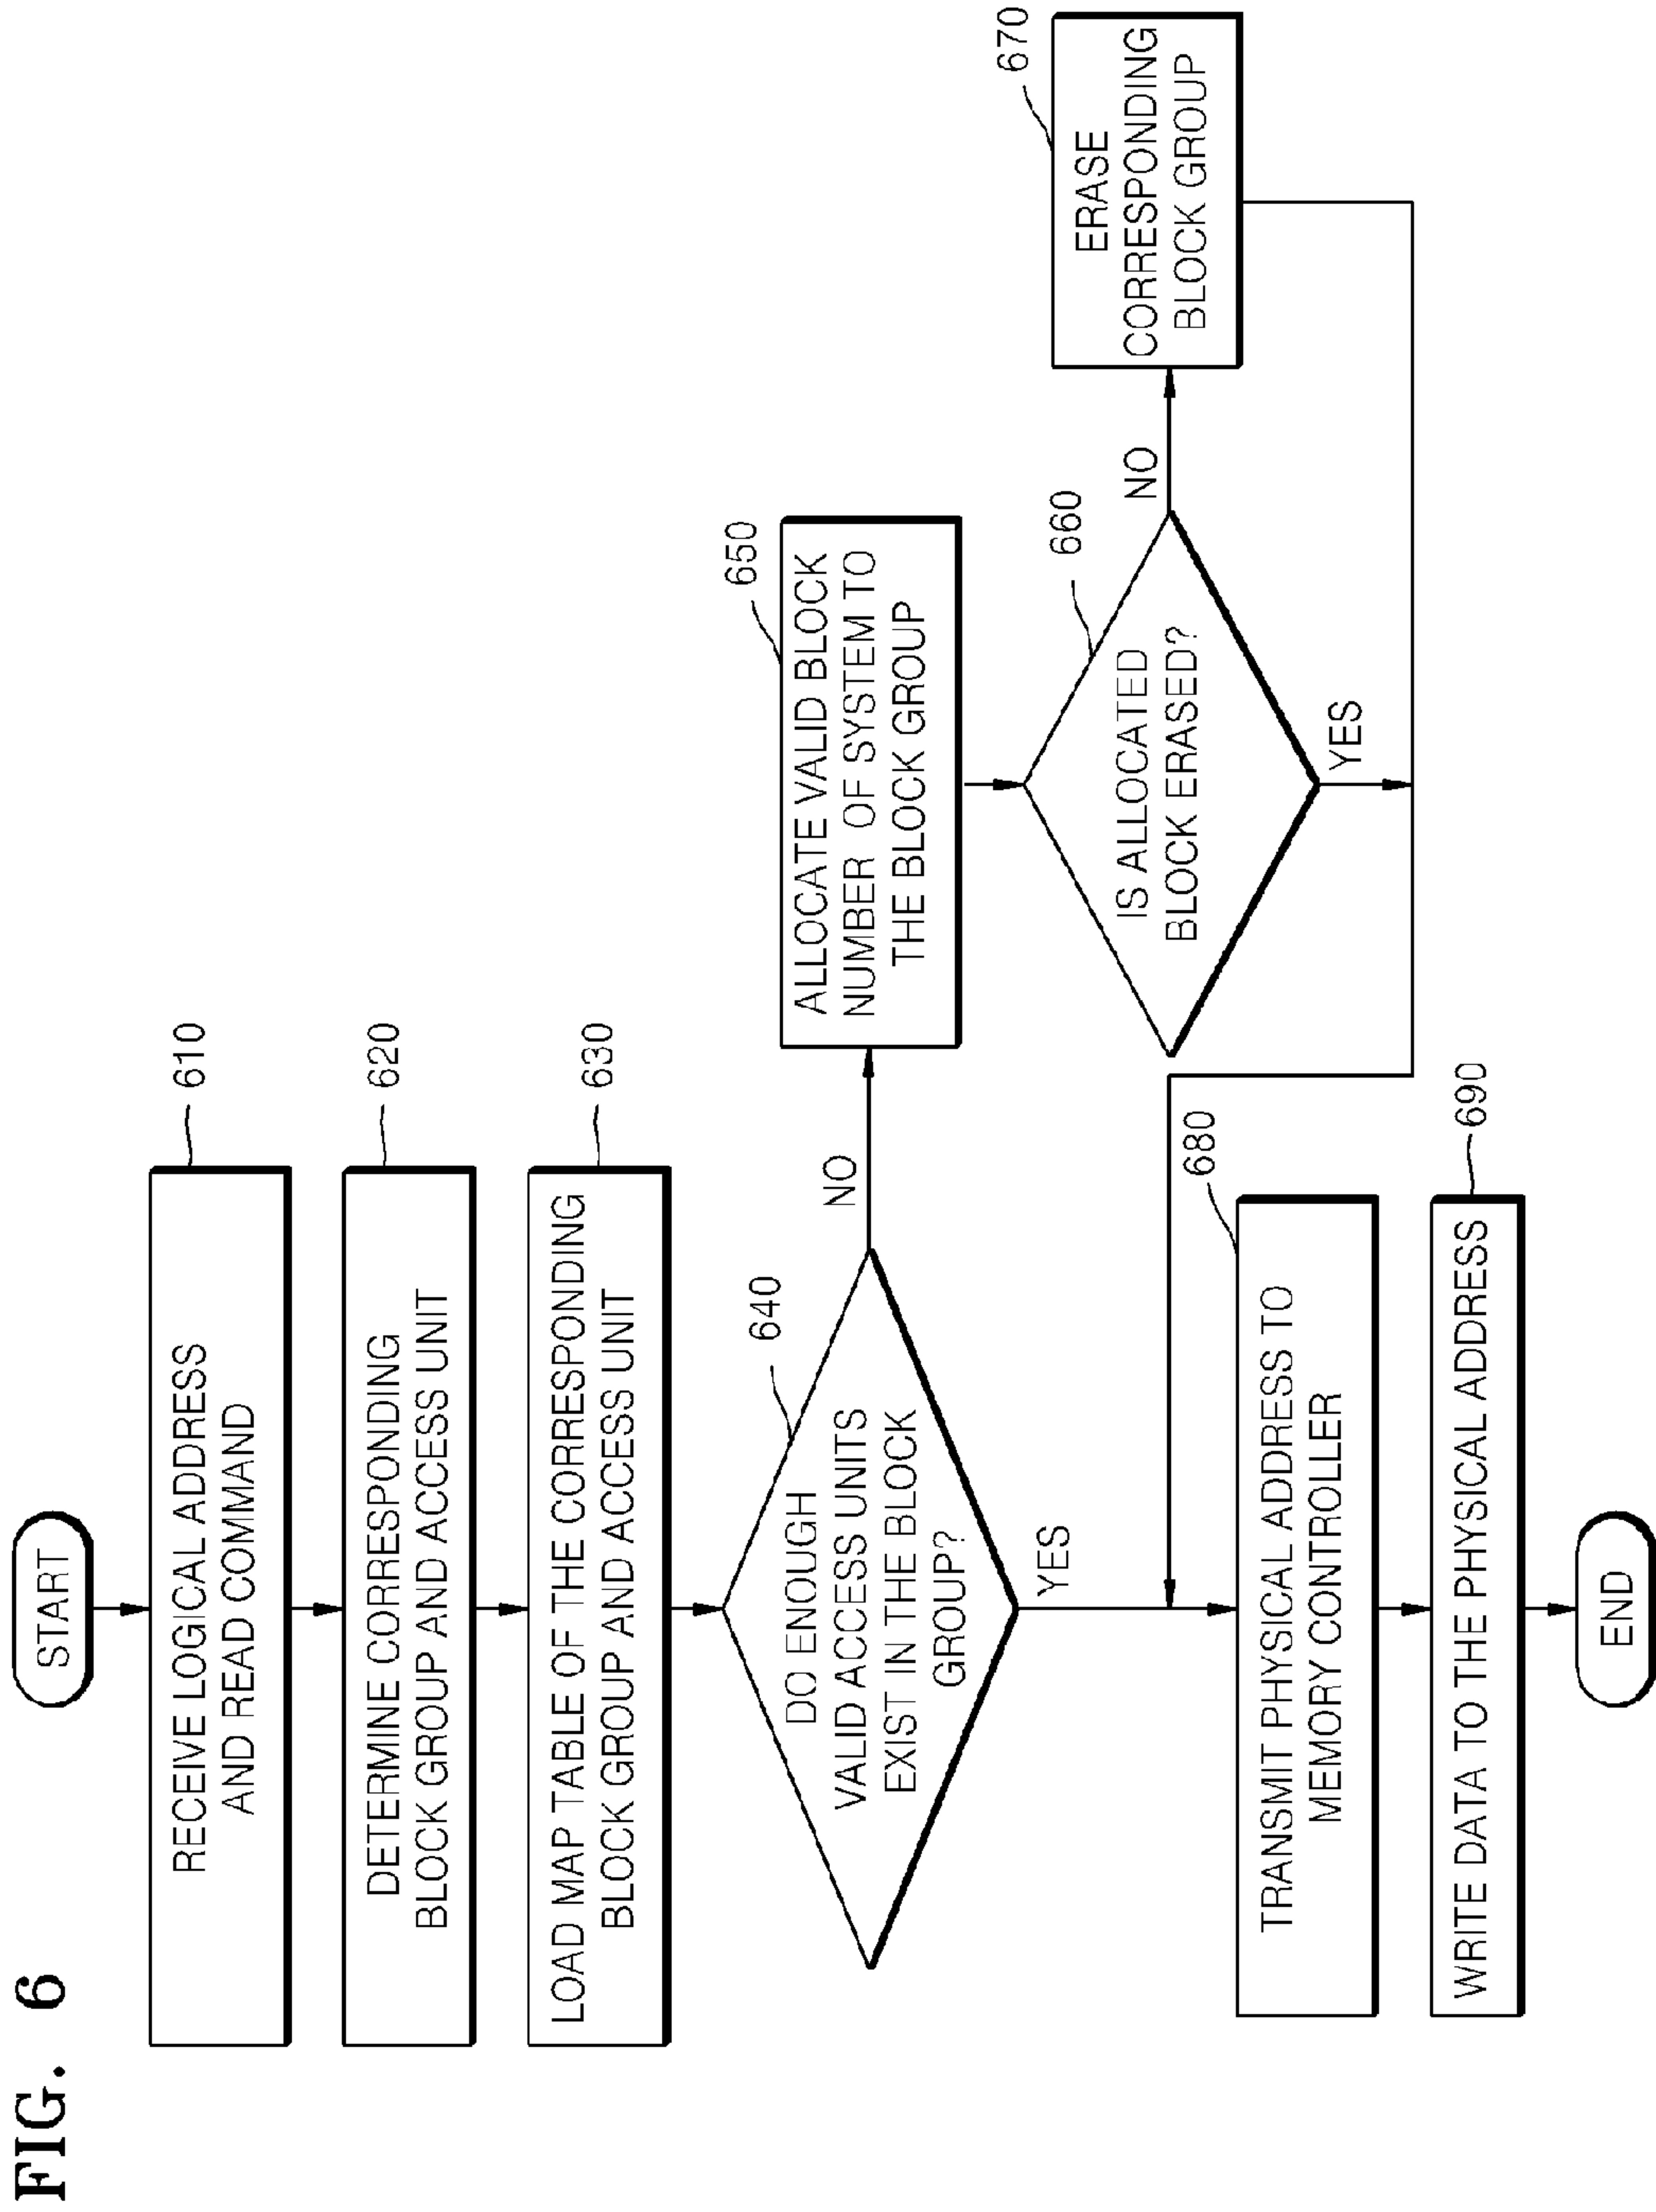 FIG. 6
START
RECEIVE LOGICAL ADDRESS
AND READ COMMAND
610
DETERMINE CORRESPONDING
BLOCK GROUP AND ACCESS UNIT
620
LOAD MAP TABLE OF THE CORRESPONDING
BLOCK GROUP AND ACCESS UNIT
630
DO ENOUGH
VALID ACCESS UNITS
EXIST IN THE BLOCK
GROUP?
640
NO
YES
ALLOCATE VALID BLOCK
NUMBER OF SYSTEM TO
THE BLOCK GROUP
650
IS ALLOCATED
BLOCK ERASED?
660
NO
YES
ERASE
CORRESPONDING
BLOCK GROUP
670
TRANSMIT PHYSICAL ADDRESS TO
MEMORY CONTROLLER
680
WRITE DATA TO THE PHYSICAL ADDRESS
690
END